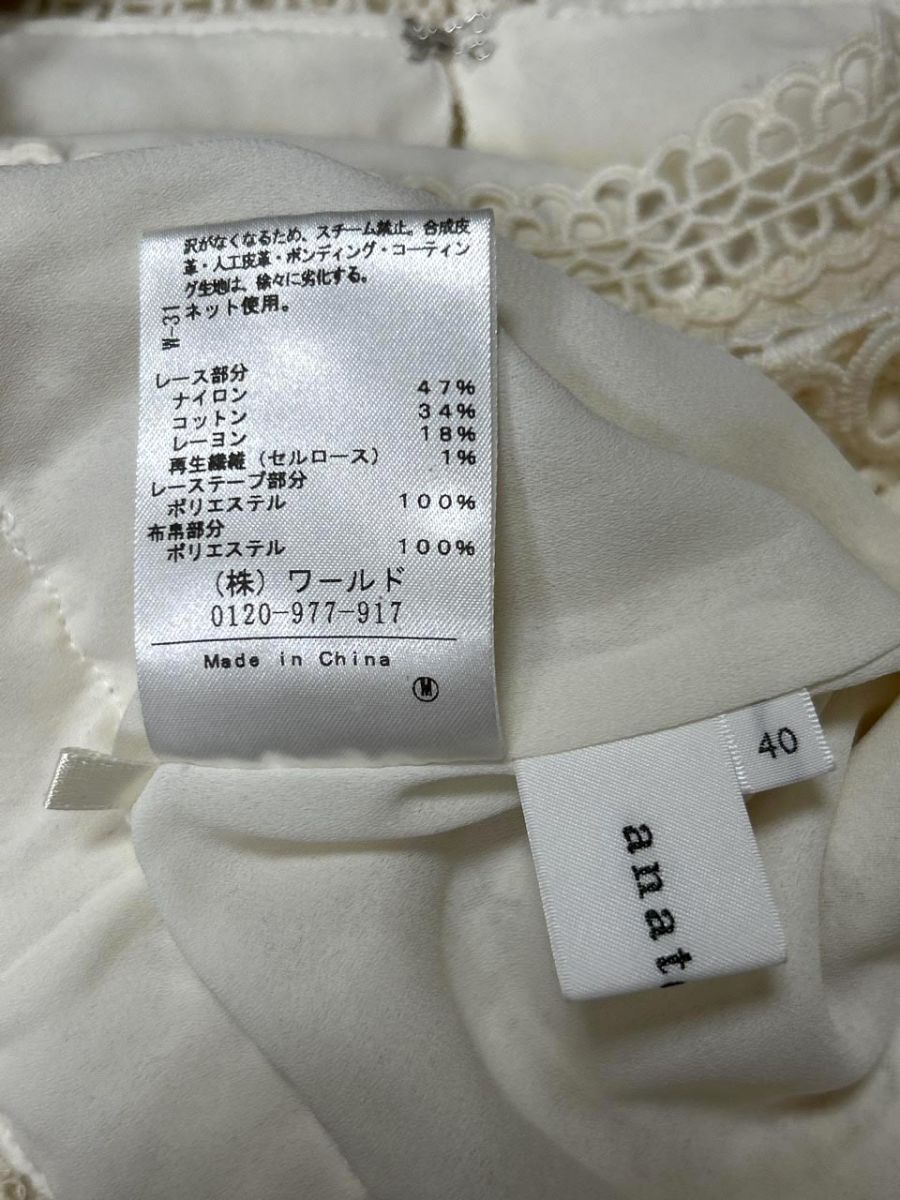 沢がなくなるため、スチーム禁止。合成皮
革・人工皮革・ボンディング・コーティン
グ生地は、徐々に劣化する。
ネット使用。
W-31
レース部分
ナイロン 47%
コットン 34%
レーヨン 18%
再生繊維(セルロース) 1%
レーステープ部分
ポリエステル 100%
布帛部分
ポリエステル 100%
(株)ワールド
0120-977-917
Made in China
M
40
anat